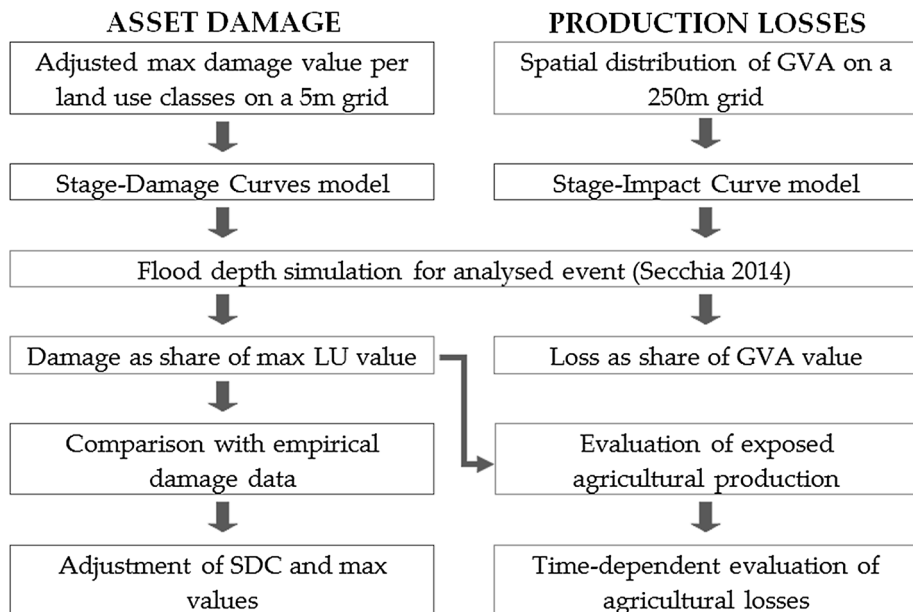 ASSET DAMAGE
PRODUCTION LOSSES
Adjusted max damage value per
land use classes on a 5m grid
Spatial distribution of GVA on a
250m grid
Stage-Damage Curves model
Stage-Impact Curve model
Flood depth simulation for analysed event (Secchia 2014)
Damage as share of max LU value
Loss as share of GVA value
Comparison with empirical
damage data
Evaluation of exposed
agricultural production
Adjustment of SDC and max
values
Time-dependent evaluation of
agricultural losses